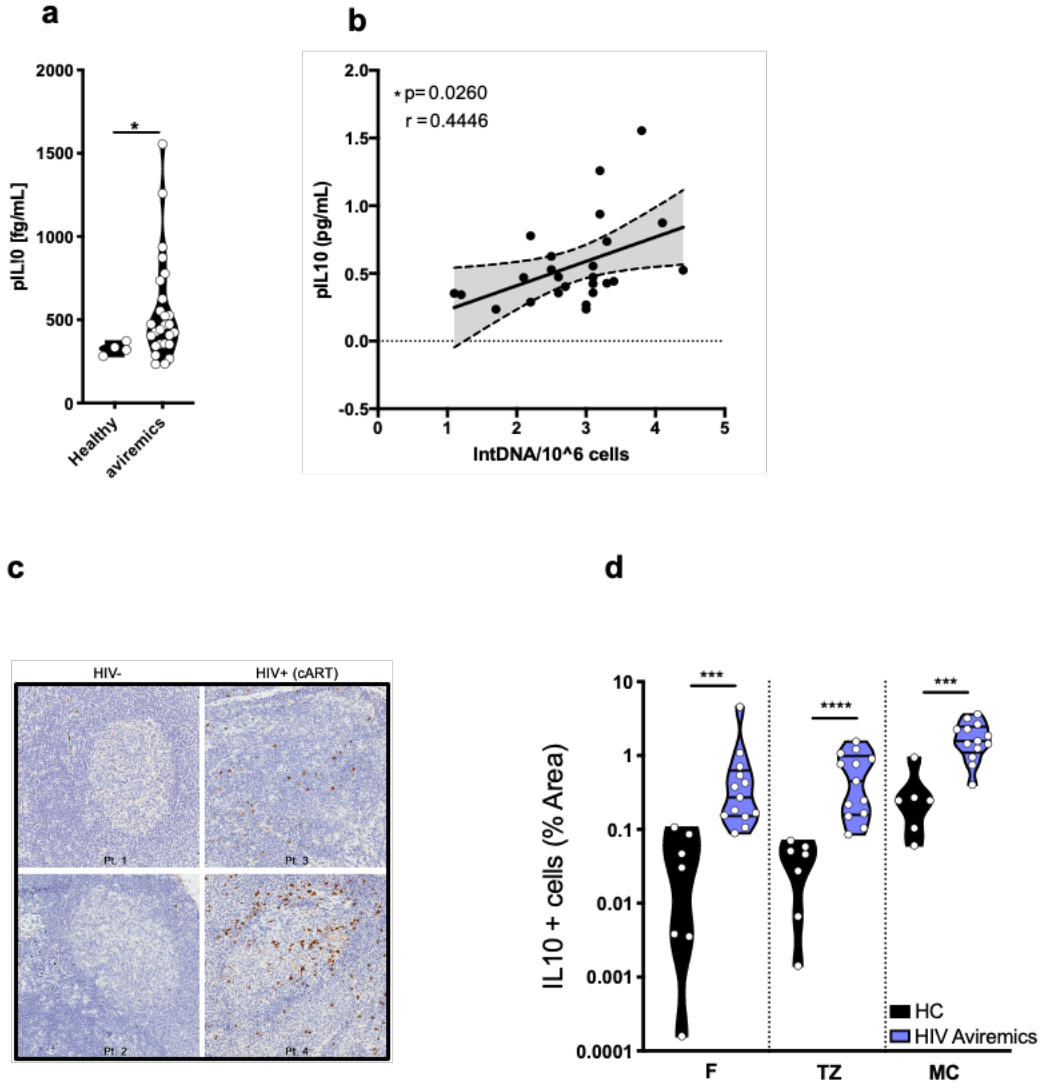 a
2000
1500
1000
500
0
pIL!0 [fg/mL]
*
Healthy
aviremics
b
2.0
1.5
1.0
0.5
0.0
-0.5
pIL10 (pg/mL)
* p=0.0260
r=0.4446
0 1 2 3 4 5
IntDNA/10^6 cells
c
HIV- HIV+ (cART)
Pt. 1 Pt. 3
Pt. 2 Pt. 4
d
10
1
0.1
0.01
0.001
0.0001
IL10 + cells (% Area)
*** **** ***
HC
HIV Aviremics
F TZ MC